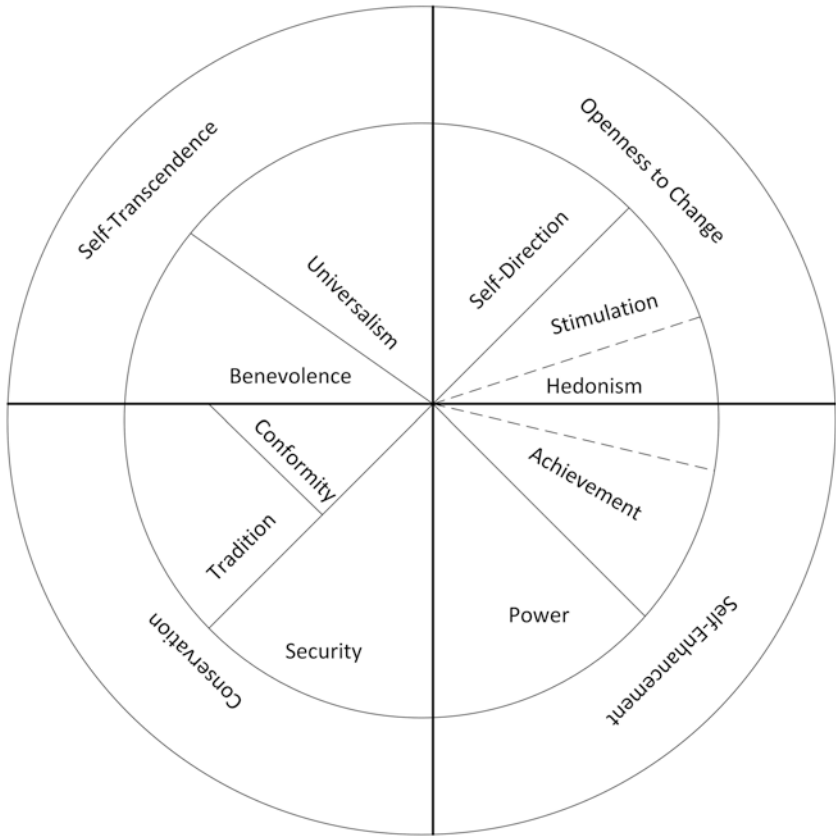 Openness to Change
Self-Transcendence
Self-Direction
Universalism
Stimulation
Benevolence
Hedonism
Conformity
Achievement
Tradition
Power
Security
Conservation
Self-Enhancement